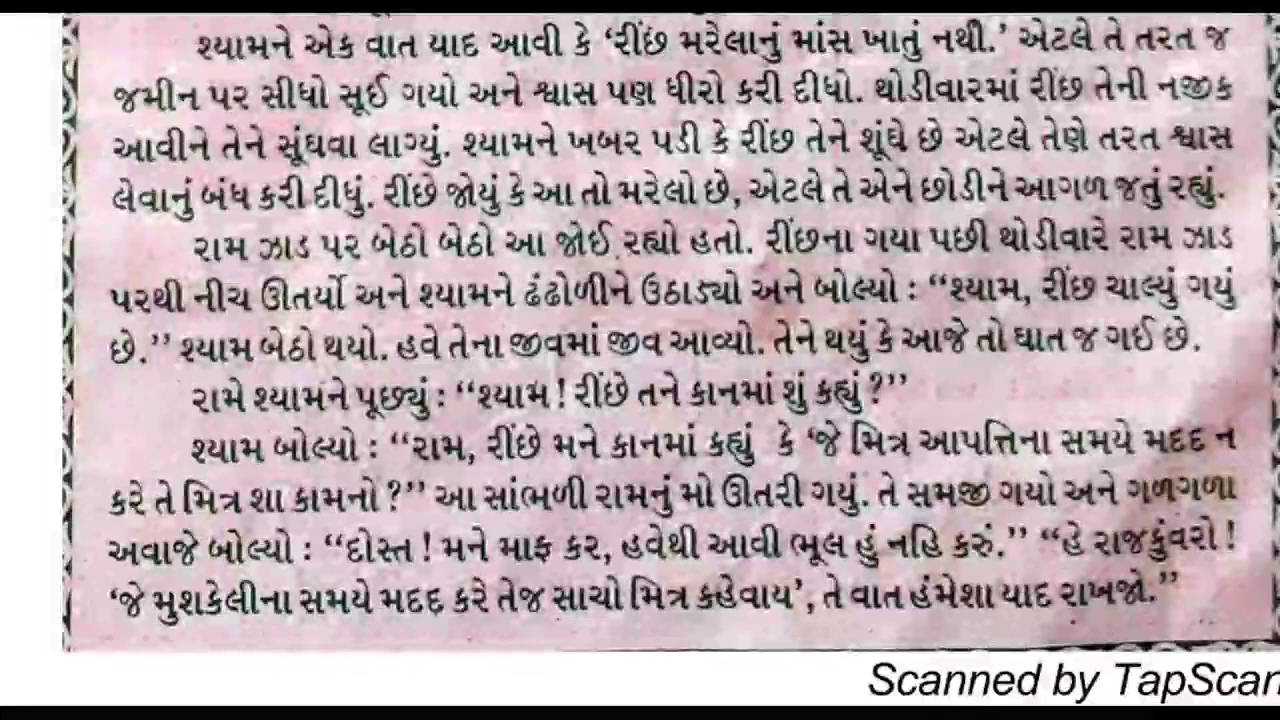 શ્યામને એક વાત યાદ આવી કે ‘રીંછ મરેલાનું માંસ ખાતું નથી.’ એટલે તે તરત જ
જમીન પર સીધો સૂઈ ગયો અને શ્વાસ પણ ધીરો કરી દીધો. થોડીવારમાં રીંછ તેની નજીક
આવીને તેને સૂંઘવા લાગ્યું. શ્યામને ખબર પડી કે રીંછ તેને શૂંઘે છે એટલે તેણે તરત શ્વાસ
લેવાનું બંધ કરી દીધું. રીંછે જોયું કે આ તો મરેલો છે, એટલે તે એને છોડીને આગળ જતું રહ્યું.
રામ ઝાડ પર બેઠો બેઠો આ જોઈ રહ્યો હતો. રીંછના ગયા પછી થોડીવારે રામ ઝાડ
પરથી નીચ ઊતર્યો અને શ્યામને ઢંઢોળીને ઉઠાડ્યો અને બોલ્યો : “શ્યામ, રીંછ ચાલ્યું ગયું
છે.” શ્યામ બેઠો થયો. હવે તેના જીવમાં જીવ આવ્યો. તેને થયું કે આજે તો ઘાત જ ગઈ છે.
રામે શ્યામને પૂછ્યું : “શ્યામ ! રીંછે તને કાનમાં શું કહ્યું ?”
શ્યામ બોલ્યો : “રામ, રીંછે મને કાનમાં કહ્યું કે ‘જે મિત્ર આપત્તિના સમયે મદદ ન
કરે તે મિત્ર શા કામનો ?” આ સાંભળી રામનું મો ઊતરી ગયું. તે સમજી ગયો અને ગળગળા
અવાજે બોલ્યો : “દોસ્ત ! મને માફ કર, હવેથી આવી ભૂલ હું નહિ કરું.” “હે રાજકુંવરો !
‘જે મુશકેલીના સમયે મદદ કરે તેજ સાચો મિત્ર કહેવાય’, તે વાત હંમેશા યાદ રાખજો.”
Scanned by TapScan